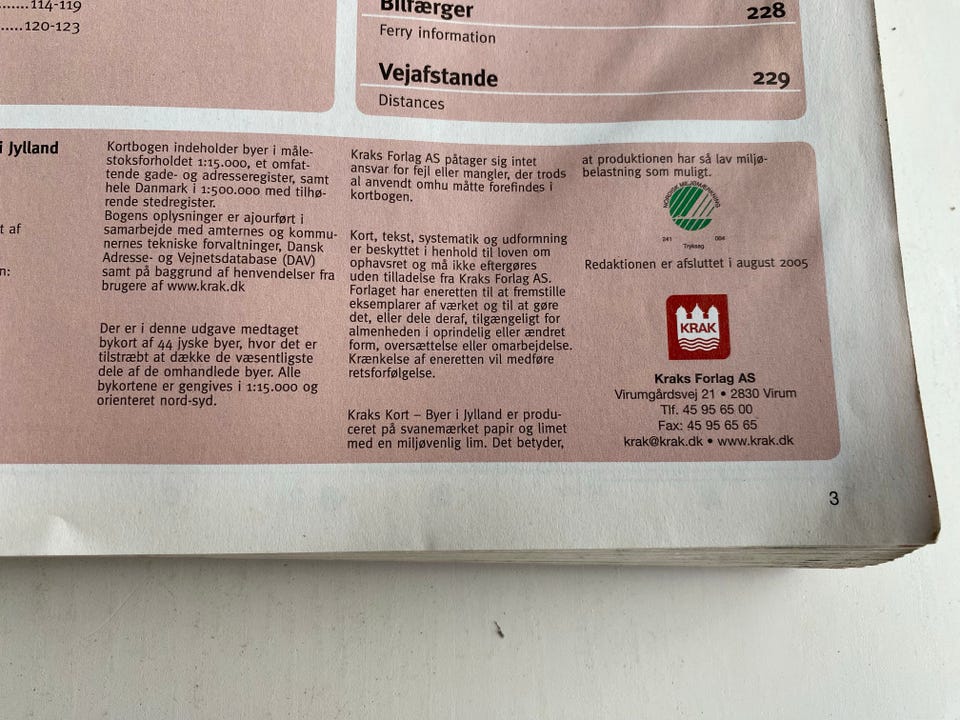 .......114-119
.....120-123
Bilfærger 228
Ferry information
Vejafstande 229
Distances
i Jylland
t af
n:
Kortbogen indeholder byer i måle-
stoksforholdet 1:15.000, et omfat-
tende gade- og adresseregister, samt
hele Danmark i 1:500.000 med tilhø-
rende stedregister.
Bogens oplysninger er ajourført i
samarbejde med amternes og kommu-
nernes tekniske forvaltninger, Dansk
Adresse- og Vejnetsdatabase (DAV)
samt på baggrund af henvendelser fra
brugere af www.krak.dk
Der er i denne udgave medtaget
bykort af 44 jyske byer, hvor det er
tilstræbt at dække de væsentligste
dele af de omhandlede byer. Alle
bykortene er gengives i 1:15.000 og
orienteret nord-syd.
Kraks Forlag AS påtager sig intet
ansvar for fejl eller mangler, der trods
al anvendt omhu måtte forefindes i
kortbogen.
Kort, tekst, systematik og udformning
er beskyttet i henhold til loven om
ophavsret og må ikke eftergøres
uden tilladelse fra Kraks Forlag AS.
Forlaget har eneretten til at fremstille
eksemplarer af værket og til at gøre
det, eller dele deraf, tilgængeligt for
almenheden i oprindelig eller ændret
form, oversættelse eller omarbejdelse.
Krænkelse af eneretten vil medføre
retsforfølgelse.
Kraks Kort – Byer i Jylland er produ-
ceret på svanemærket papir og limet
med en miljøvenlig lim. Det betyder,
at produktionen har så lav miljø-
belastning som muligt.
NORDISK MILJØMÆRKNING
241 004
Tryksag
Redaktionen er afsluttet i august 2005
KRAK
Kraks Forlag AS
Virumgårdsvej 21 • 2830 Virum
Tlf. 45 95 65 00
Fax: 45 95 65 65
krak@krak.dk • www.krak.dk
3